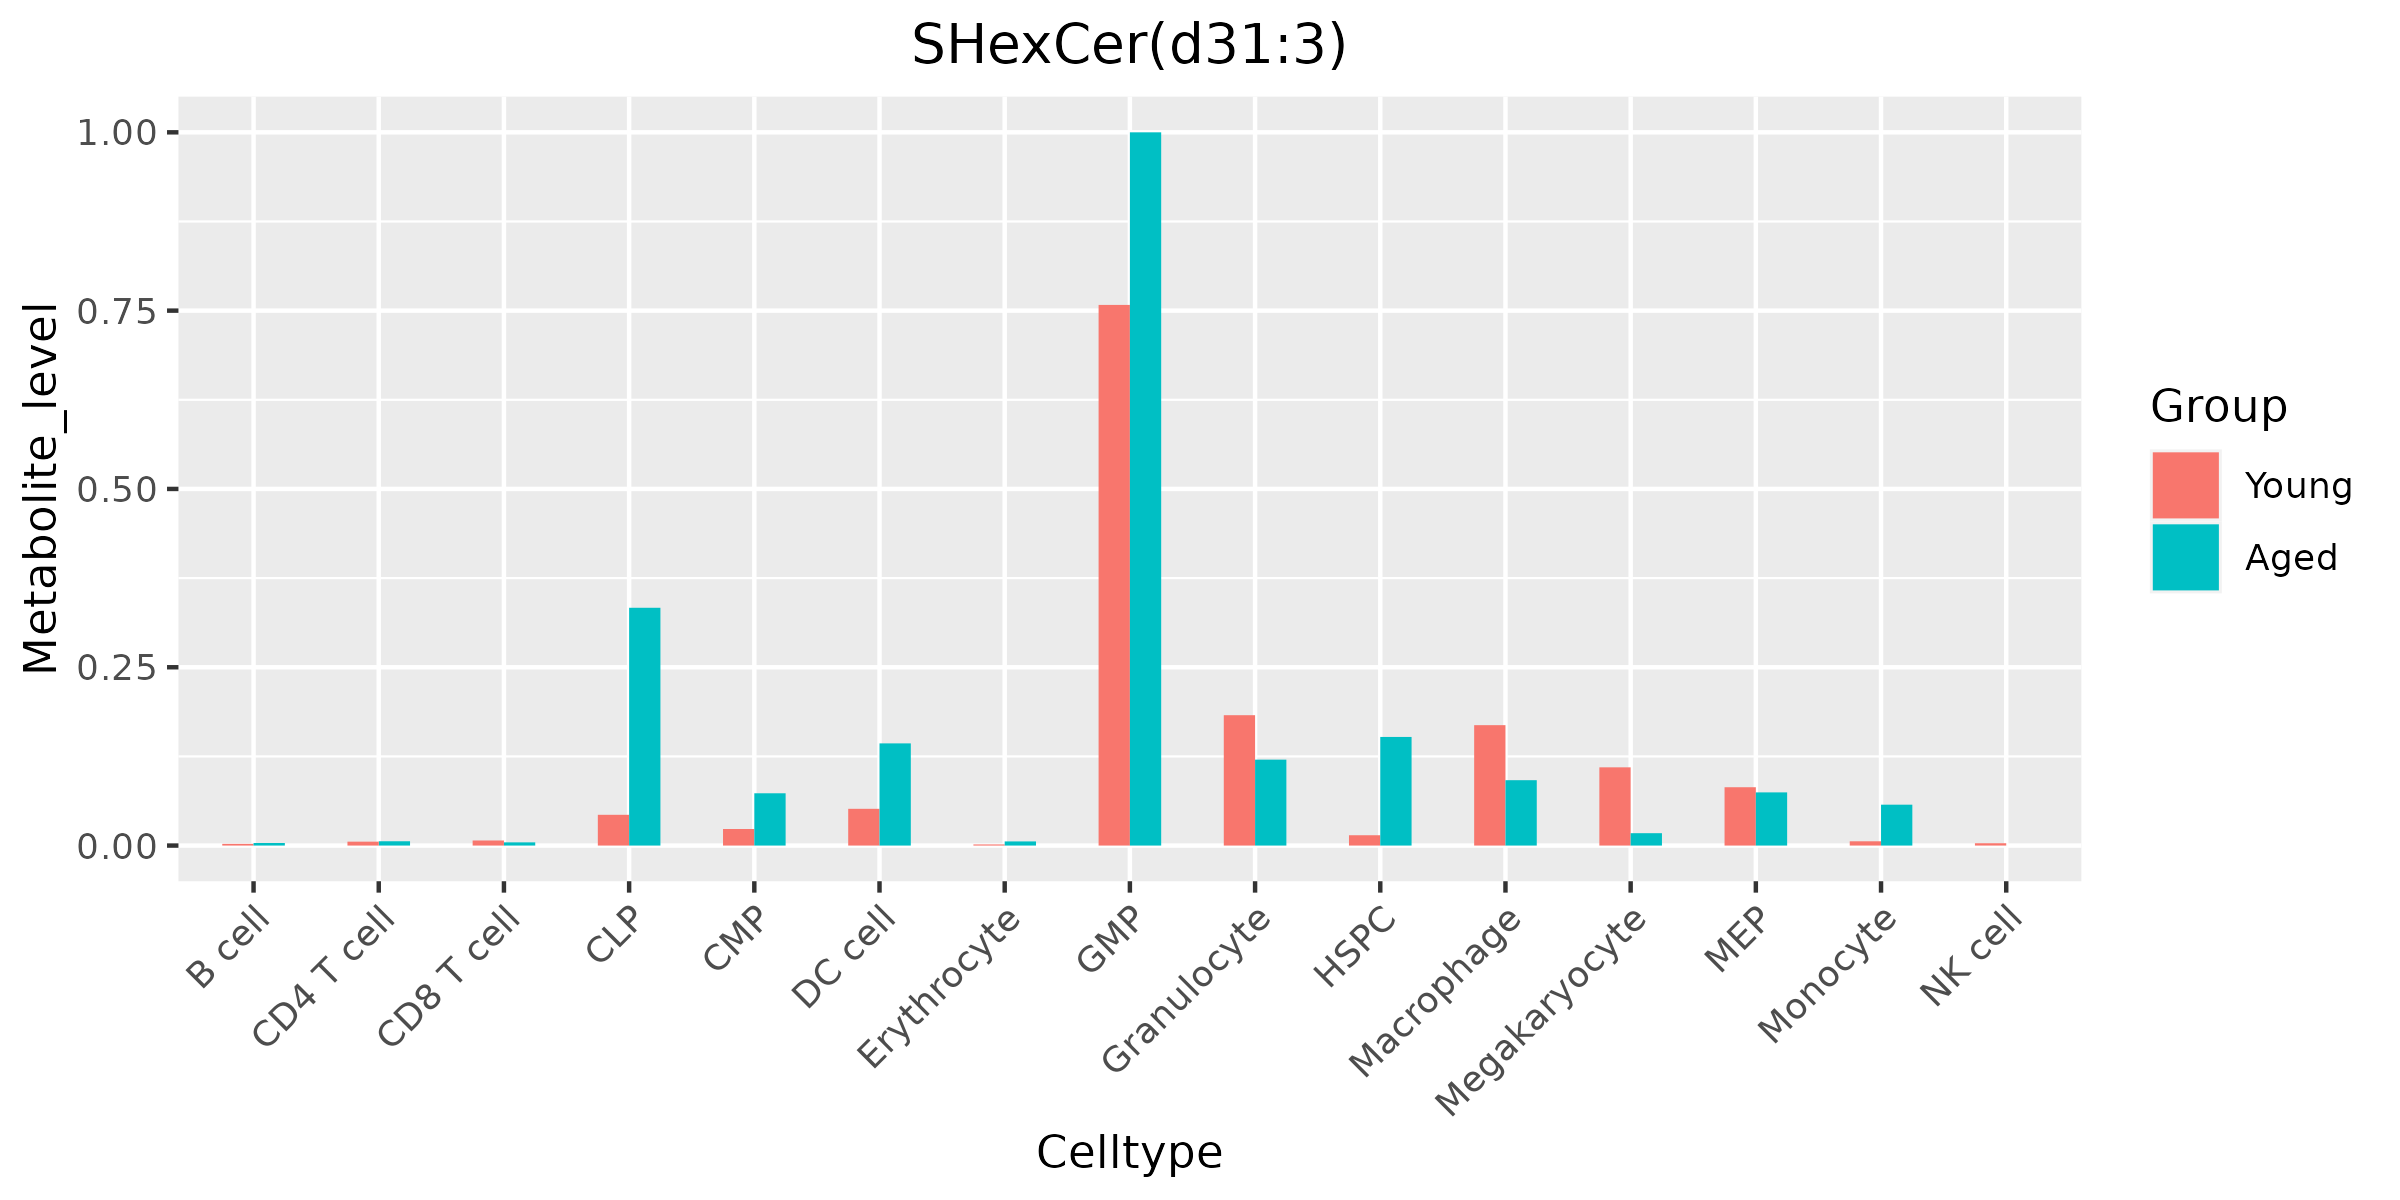 SHexCer(d31:3)
Metabolite_level
1.00
0.75
0.50
0.25
0.00
B cell
CD4 T cell
CD8 T cell
CLP
CMP
DC cell
Erythrocyte
GMP
Granulocyte
HSPC
Macrophage
Megakaryocyte
MEP
Monocyte
NK cell
Celltype
Group
Young
Aged